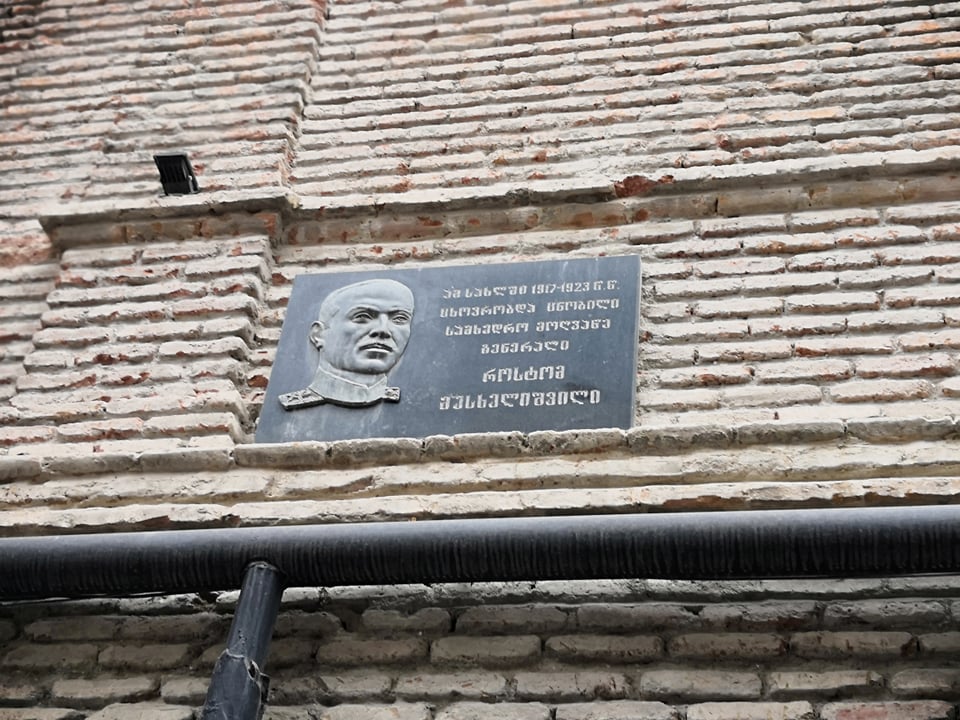 ამ სახლში 1917-1923 წ.წ.
ცხოვრობდა ცნობილი
სამხედრო მოღვაწე
გენერალი
როსტომ
მუსხელიშვილი